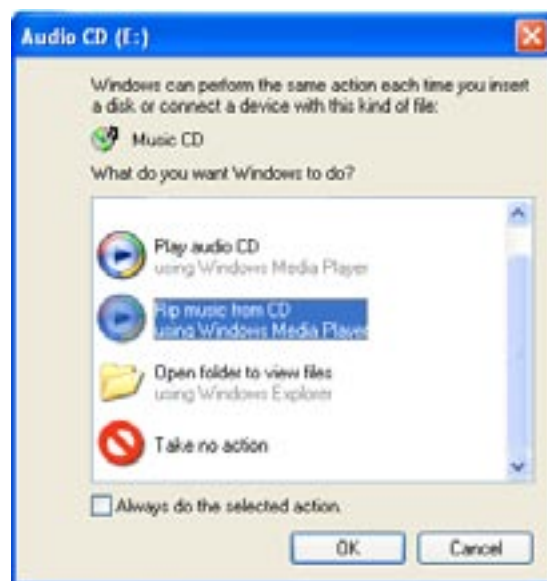 Audio CD (E:)
Windows can perform the same action each time you insert
a disk or connect a device with this kind of file:
Music CD
What do you want Windows to do?
Play audio CD
using Windows Media Player
Rip music from CD
using Windows Media Player
Open folder to view files
using Windows Explorer
Take no action
Always do the selected action.
OK
Cancel